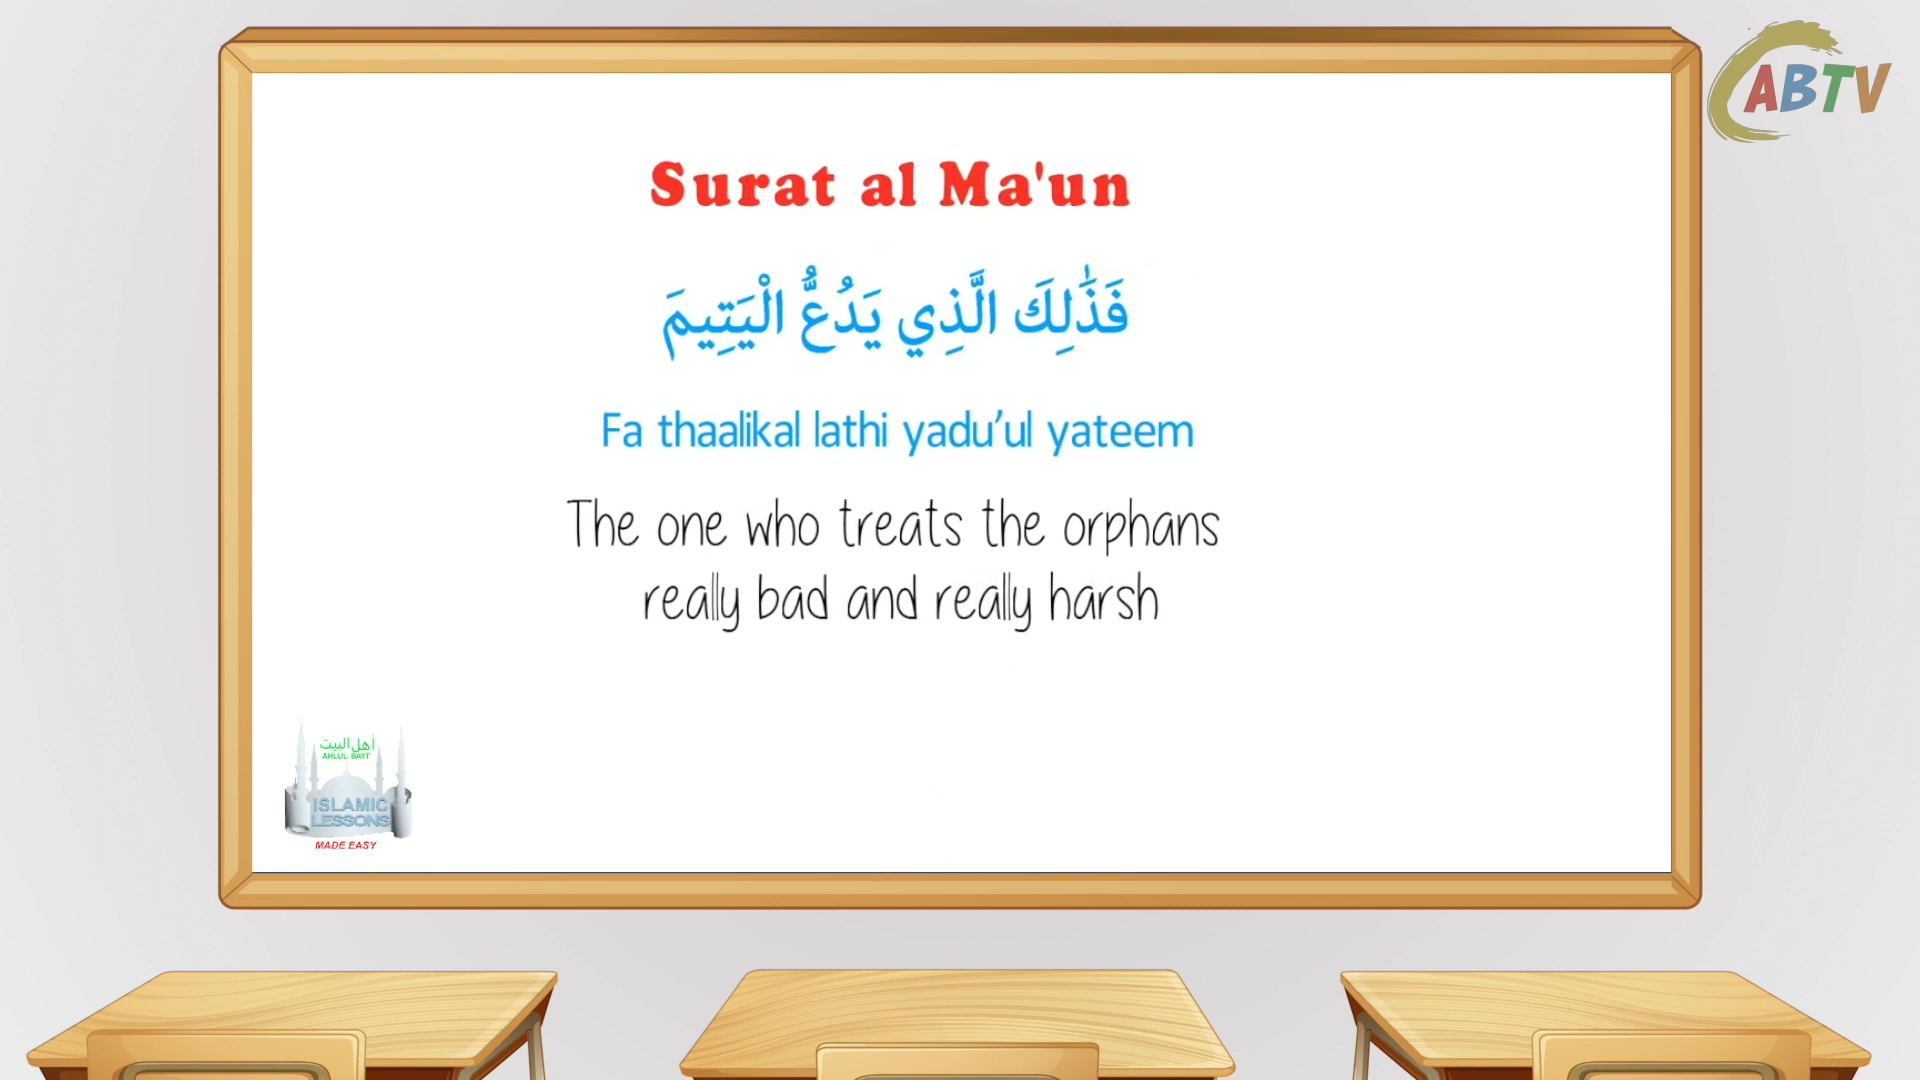 ABTV
Surat al Ma'un
فَذَٰلِكَ الَّذِي يَدُعُّ الْيَتِيمَ
Fa thaalikal lathi yadu’ul yateem
The one who treats the orphans
really bad and really harsh
أهل البيت
AHLUL BAYT
ISLAMIC
LESSONS
MADE EASY